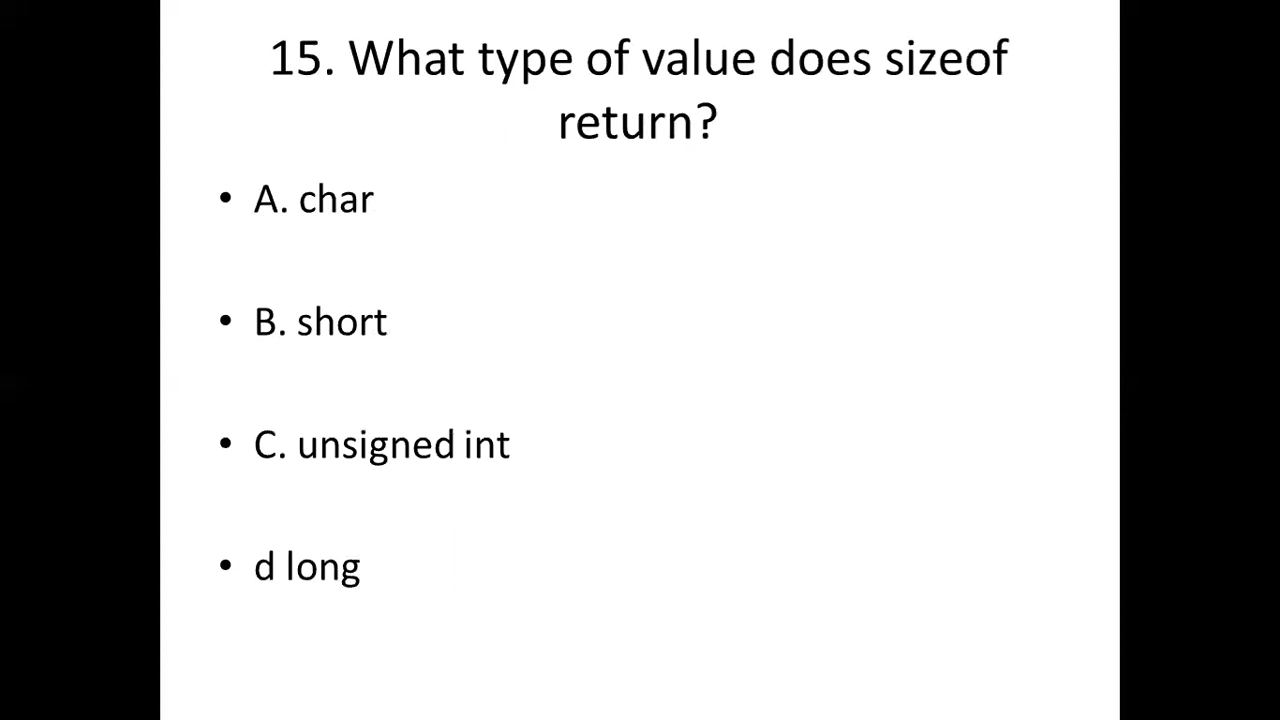 15. What type of value does sizeof
return?
• A. char
• B. short
• C. unsigned int
• d long